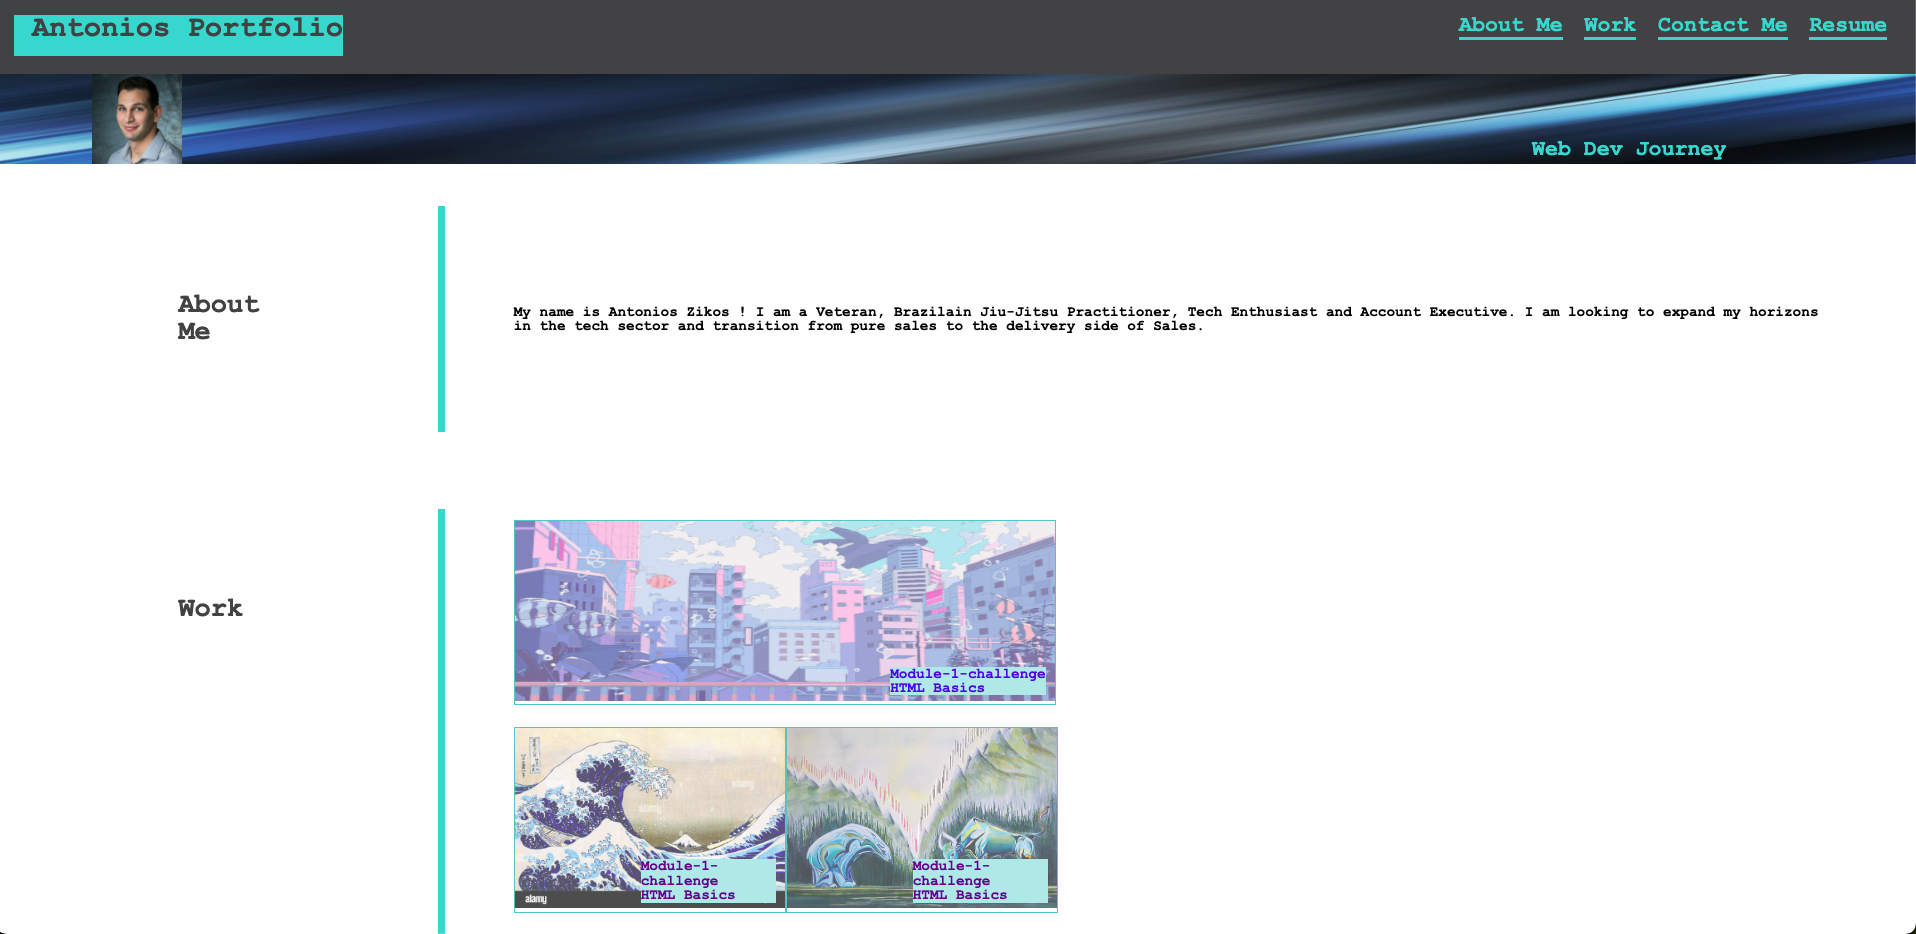 Antonios Portfolio
About Me Work Contact Me Resume
Web Dev Journey
About
Me
My name is Antonios Zikos ! I am a Veteran, Brazilain Jiu-Jitsu Practitioner, Tech Enthusiast and Account Executive. I am looking to expand my horizons
in the tech sector and transition from pure sales to the delivery side of Sales.
Work
Module-1-challenge
HTML Basics
Module-1-
challenge
HTML Basics
alamy
Module-1-
challenge
HTML Basics